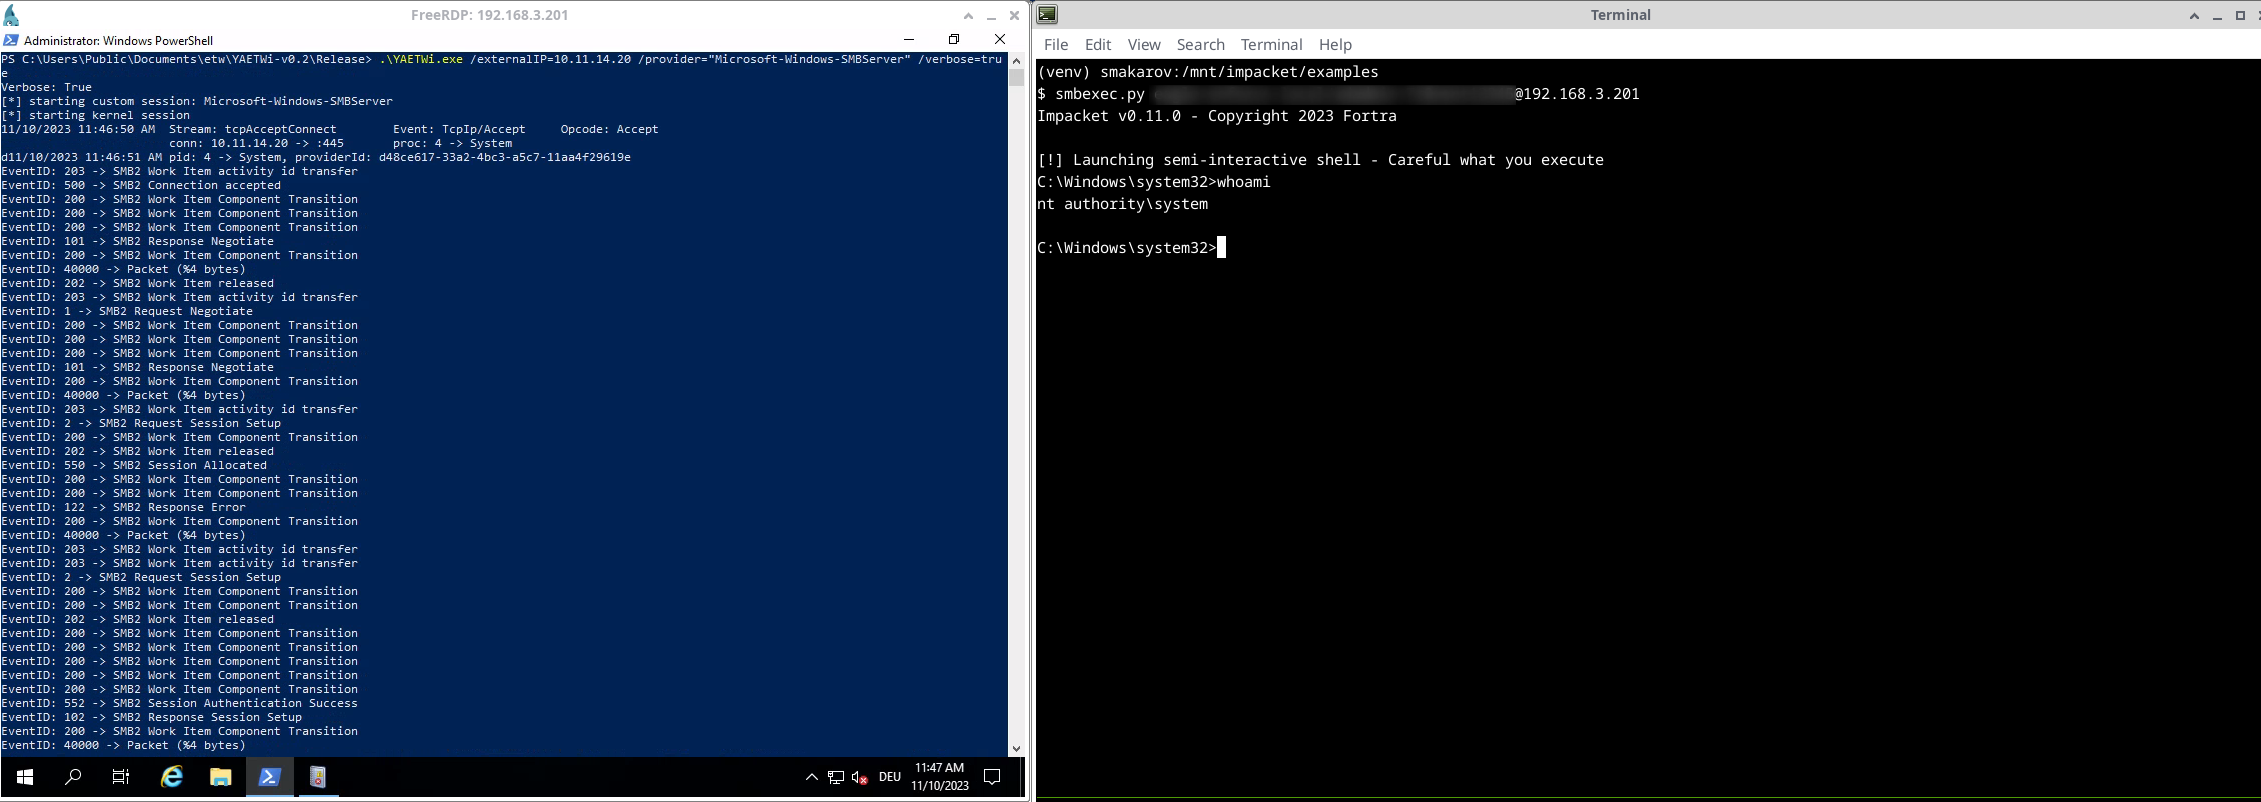 FreeRDP: 192.168.3.201
Administrator: Windows PowerShell
PS C:\Users\Public\Documents\etw\YAETWi-v0.2\Release> .\YAETWi.exe /externalIP=10.11.14.20 /provider="Microsoft-Windows-SMBServer" /verbose=tru
e
Verbose: True
[*] starting custom session: Microsoft-Windows-SMBServer
[*] starting kernel session
11/10/2023 11:46:50 AM  Stream: tcpAcceptConnect        Event: TcpIp/Accept     Opcode: Accept
                        conn: 10.11.14.20 -> :445       proc: 4 -> System
d11/10/2023 11:46:51 AM pid: 4 -> System, providerId: d48ce617-33a2-4bc3-a5c7-11aa4f29619e
EventID: 203 -> SMB2 Work Item activity id transfer
EventID: 500 -> SMB2 Connection accepted
EventID: 200 -> SMB2 Work Item Component Transition
EventID: 200 -> SMB2 Work Item Component Transition
EventID: 200 -> SMB2 Work Item Component Transition
EventID: 101 -> SMB2 Response Negotiate
EventID: 200 -> SMB2 Work Item Component Transition
EventID: 40000 -> Packet (%4 bytes)
EventID: 202 -> SMB2 Work Item released
EventID: 203 -> SMB2 Work Item activity id transfer
EventID: 1 -> SMB2 Request Negotiate
EventID: 200 -> SMB2 Work Item Component Transition
EventID: 200 -> SMB2 Work Item Component Transition
EventID: 200 -> SMB2 Work Item Component Transition
EventID: 101 -> SMB2 Response Negotiate
EventID: 200 -> SMB2 Work Item Component Transition
EventID: 40000 -> Packet (%4 bytes)
EventID: 203 -> SMB2 Work Item activity id transfer
EventID: 2 -> SMB2 Request Session Setup
EventID: 200 -> SMB2 Work Item Component Transition
EventID: 202 -> SMB2 Work Item released
EventID: 550 -> SMB2 Session Allocated
EventID: 200 -> SMB2 Work Item Component Transition
EventID: 200 -> SMB2 Work Item Component Transition
EventID: 122 -> SMB2 Response Error
EventID: 200 -> SMB2 Work Item Component Transition
EventID: 40000 -> Packet (%4 bytes)
EventID: 203 -> SMB2 Work Item activity id transfer
EventID: 203 -> SMB2 Work Item activity id transfer
EventID: 2 -> SMB2 Request Session Setup
EventID: 200 -> SMB2 Work Item Component Transition
EventID: 200 -> SMB2 Work Item Component Transition
EventID: 202 -> SMB2 Work Item released
EventID: 200 -> SMB2 Work Item Component Transition
EventID: 200 -> SMB2 Work Item Component Transition
EventID: 200 -> SMB2 Work Item Component Transition
EventID: 200 -> SMB2 Work Item Component Transition
EventID: 200 -> SMB2 Work Item Component Transition
EventID: 552 -> SMB2 Session Authentication Success
EventID: 102 -> SMB2 Response Session Setup
EventID: 200 -> SMB2 Work Item Component Transition
EventID: 40000 -> Packet (%4 bytes)
DEU
11:47 AM
11/10/2023
Terminal
File Edit View Search Terminal Help
(venv) smakarov:/mnt/impacket/examples
$ smbexec.py @192.168.3.201
Impacket v0.11.0 - Copyright 2023 Fortra
[!] Launching semi-interactive shell - Careful what you execute
C:\Windows\system32>whoami
nt authority\system
C:\Windows\system32>